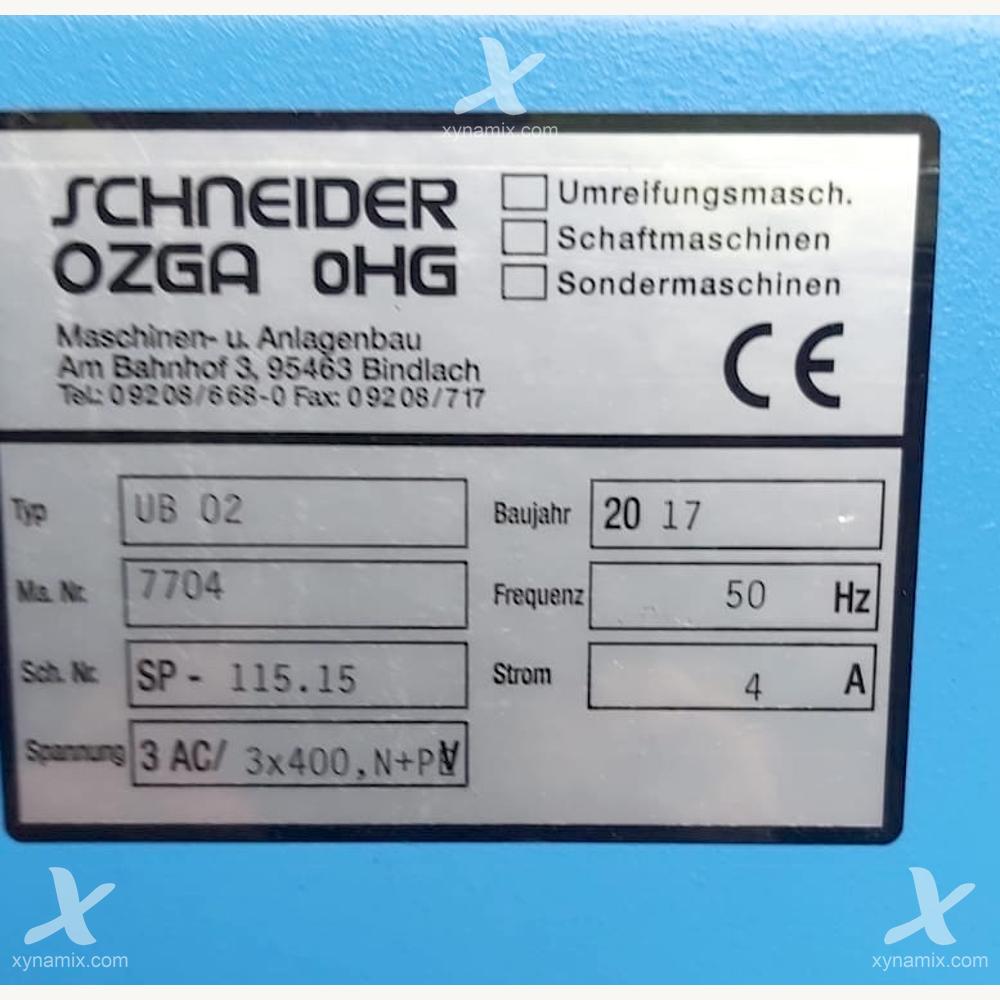 xynamix.com
SCHNEIDER
OZGA oHG
Umreifungsmasch.
Schaftmaschinen
Sondermaschinen
Maschinen- u. Anlagenbau
Am Bahnhof 3, 95463 Bindlach
Tel.: 09208/668-0 Fax: 09208/717
CE
Typ UB 02
Baujahr 20 17
Ma. Nr. 7704
Frequenz 50 Hz
Sch. Nr. SP - 115.15
Strom 4 A
Spannung 3 AC/ 3x400,N+P V
xynamix.com
xynamix.com